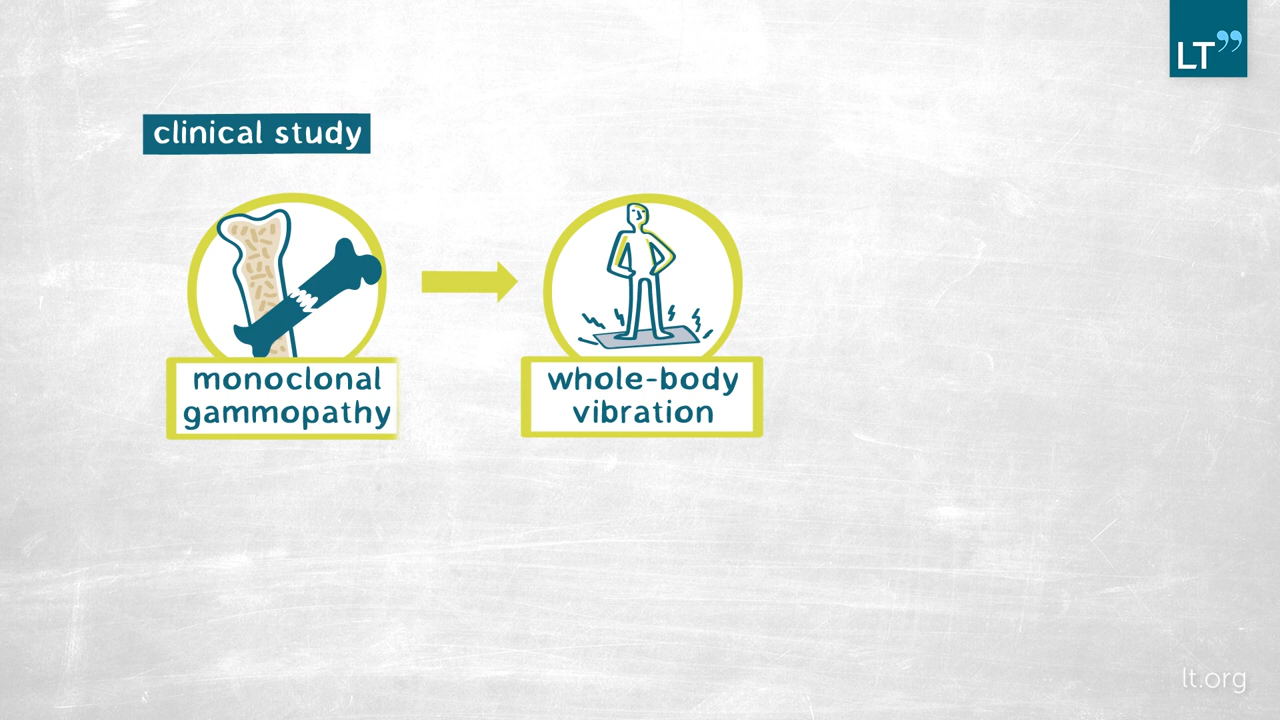 LT”
clinical study
monoclonal
gammopathy
whole-body
vibration
lt.org